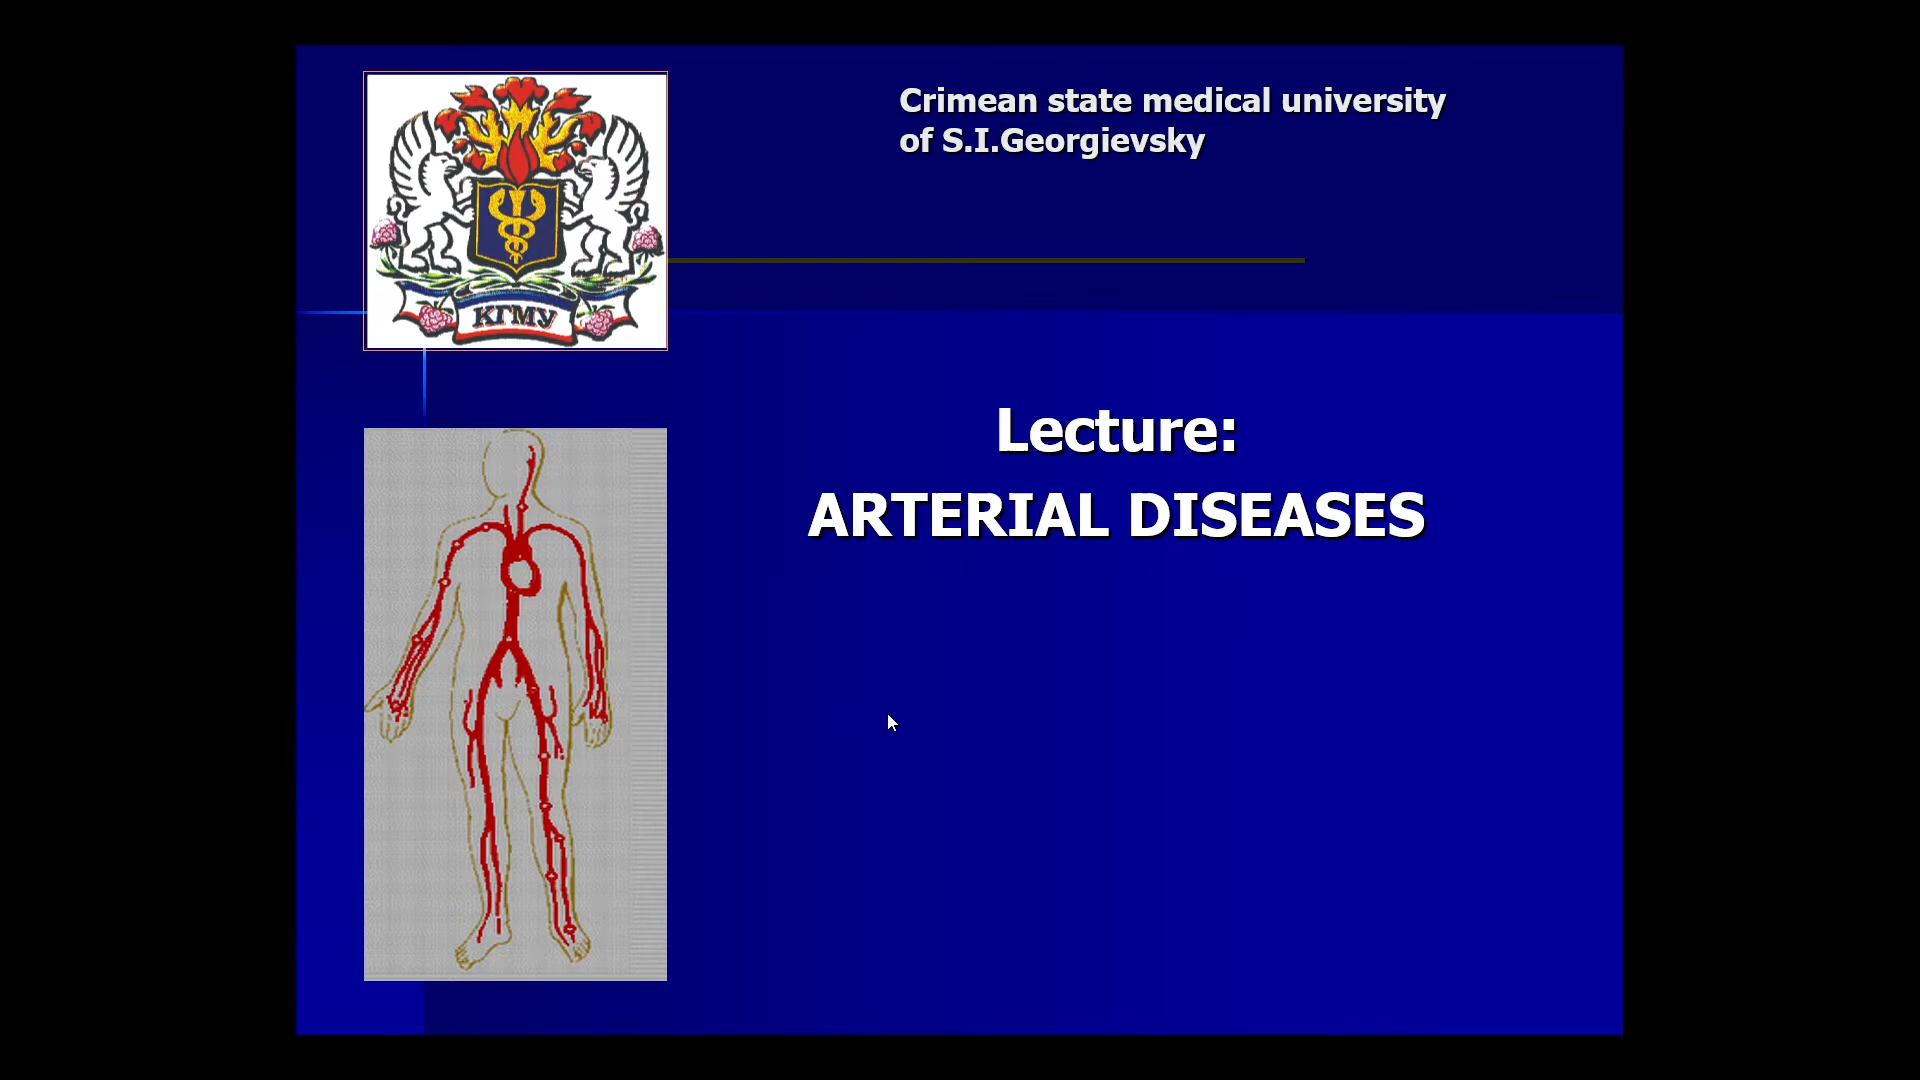 Crimean state medical university
of S.I.Georgievsky
КГМУ
Lecture:
ARTERIAL DISEASES